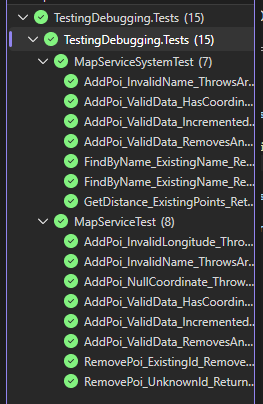 TestingDebugging.Tests (15)
TestingDebugging.Tests (15)
MapServiceSystemTest (7)
AddPoi_InvalidName_ThrowsAr...
AddPoi_ValidData_HasCoordin...
AddPoi_ValidData_Incremented...
AddPoi_ValidData_RemovesAn...
FindByName_ExistingName_Re...
FindByName_ExistingName_Re...
GetDistance_ExistingPoints_Ret...
MapServiceTest (8)
AddPoi_InvalidLongitude_Thro...
AddPoi_InvalidName_ThrowsAr...
AddPoi_NullCoordinate_Throw...
AddPoi_ValidData_HasCoordin...
AddPoi_ValidData_Incremented...
AddPoi_ValidData_RemovesAn...
RemovePoi_ExistingId_Remove...
RemovePoi_UnknownId_Return...